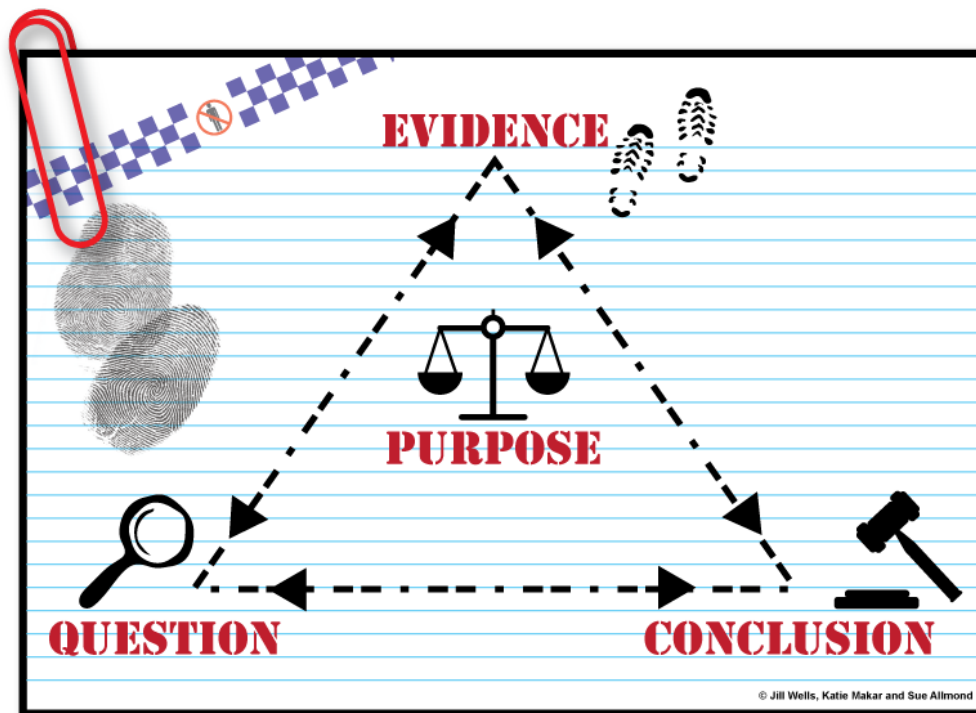 EVIDENCE
PURPOSE
QUESTION
CONCLUSION
© Jill Wells, Katie Makar and Sue Allmond